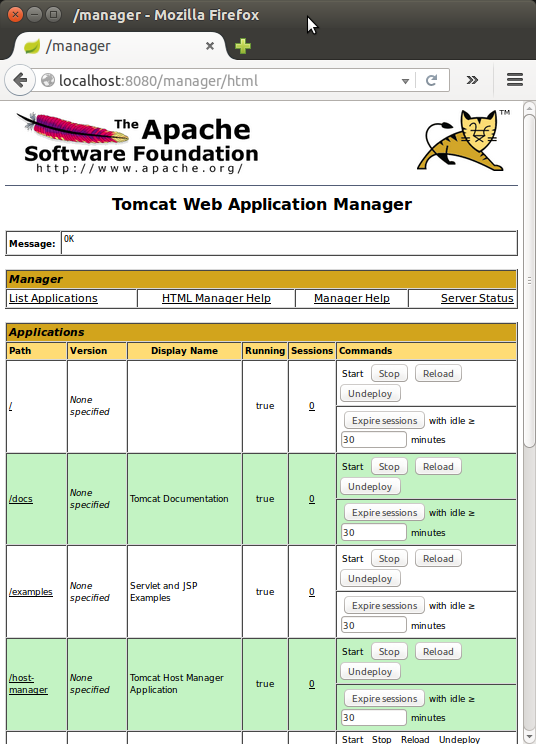 /manager - Mozilla Firefox
/manager
localhost:8080/manager/html
The Apache
Software Foundation
http://www.apache.org/
TM
Tomcat Web Application Manager
Message: OK
Manager
List Applications HTML Manager Help Manager Help Server Status
Applications
Path Version Display Name Running Sessions Commands
/ None specified true 0 Start Stop Reload
Undeploy
Expire sessions with idle ≥
30 minutes
/docs None specified Tomcat Documentation true 0 Start Stop Reload
Undeploy
Expire sessions with idle ≥
30 minutes
/examples None specified Servlet and JSP Examples true 0 Start Stop Reload
Undeploy
Expire sessions with idle ≥
30 minutes
/host-manager None specified Tomcat Host Manager Application true 0 Start Stop Reload
Undeploy
Expire sessions with idle ≥
30 minutes
Start Stop Reload Undeploy